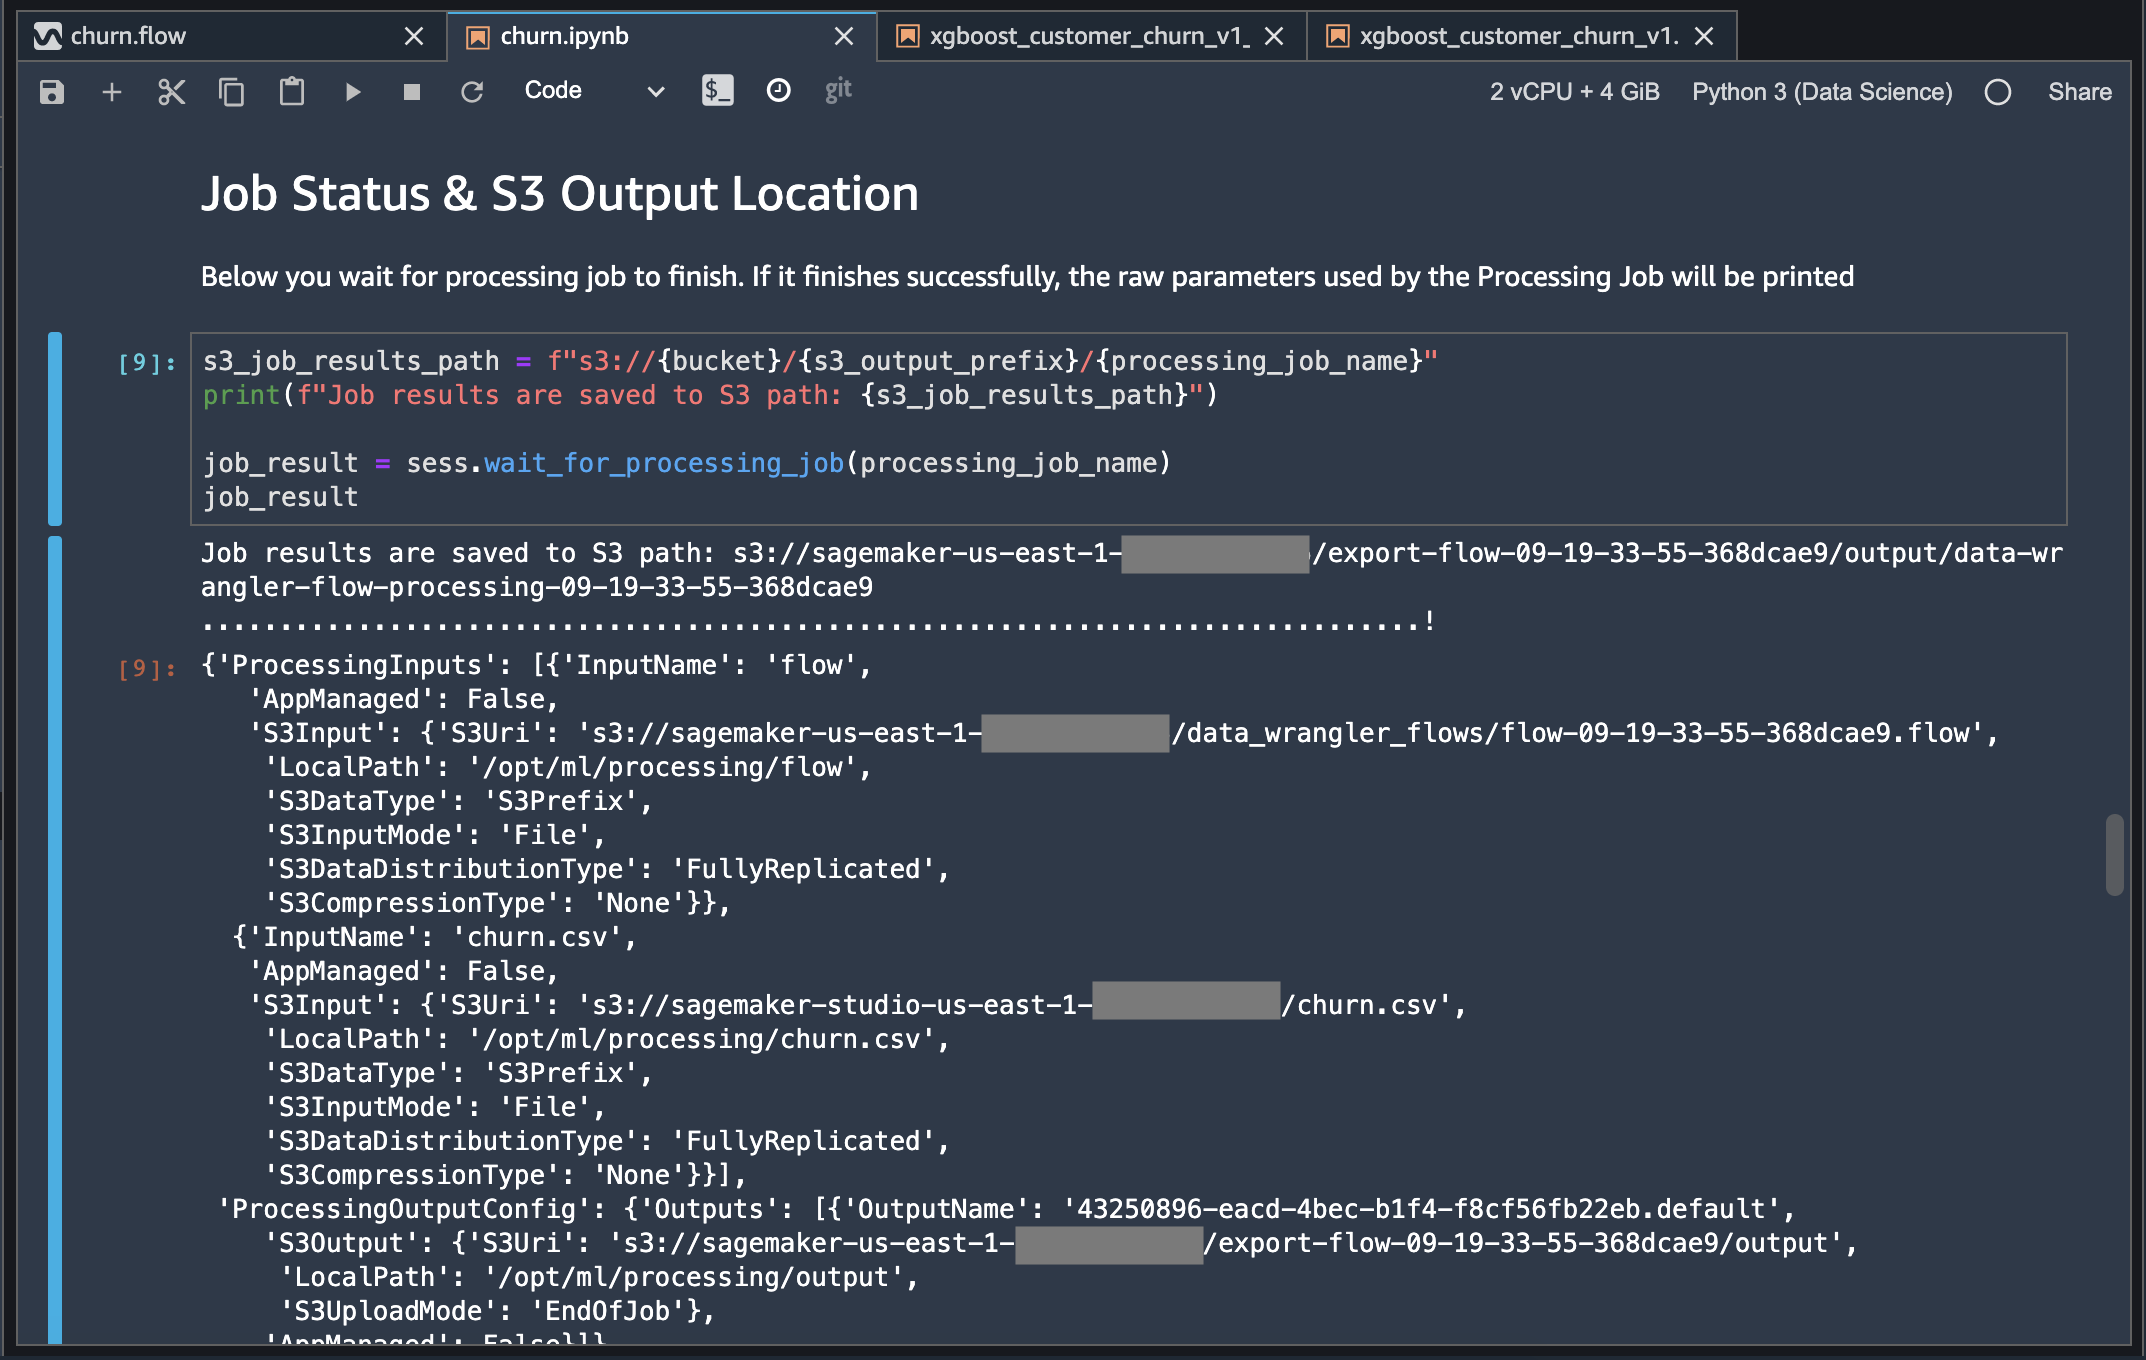 churn.flow
churn.ipynb
xgboost_customer_churn_v1_
xgboost_customer_churn_v1.
Code
$_
git
2 vCPU + 4 GiB
Python 3 (Data Science)
Share
Job Status & S3 Output Location
Below you wait for processing job to finish. If it finishes successfully, the raw parameters used by the Processing Job will be printed
[9]: s3_job_results_path = f"s3://{bucket}/{s3_output_prefix}/{processing_job_name}"
print(f"Job results are saved to S3 path: {s3_job_results_path}")
job_result = sess.wait_for_processing_job(processing_job_name)
job_result
Job results are saved to S3 path: s3://sagemaker-us-east-1- /export-flow-09-19-33-55-368dcae9/output/data-wr
angler-flow-processing-09-19-33-55-368dcae9
..............................................................................!
[9]: {'ProcessingInputs': [{'InputName': 'flow',
'AppManaged': False,
'S3Input': {'S3Uri': 's3://sagemaker-us-east-1- /data_wrangler_flows/flow-09-19-33-55-368dcae9.flow',
'LocalPath': '/opt/ml/processing/flow',
'S3DataType': 'S3Prefix',
'S3InputMode': 'File',
'S3DataDistributionType': 'FullyReplicated',
'S3CompressionType': 'None'}},
{'InputName': 'churn.csv',
'AppManaged': False,
'S3Input': {'S3Uri': 's3://sagemaker-studio-us-east-1- /churn.csv',
'LocalPath': '/opt/ml/processing/churn.csv',
'S3DataType': 'S3Prefix',
'S3InputMode': 'File',
'S3DataDistributionType': 'FullyReplicated',
'S3CompressionType': 'None'}}],
'ProcessingOutputConfig': {'Outputs': [{'OutputName': '43250896-eacd-4bec-b1f4-f8cf56fb22eb.default',
'S3Output': {'S3Uri': 's3://sagemaker-us-east-1- /export-flow-09-19-33-55-368dcae9/output',
'LocalPath': '/opt/ml/processing/output',
'S3UploadMode': 'EndOfJob'},
'AppManaged': False}]}